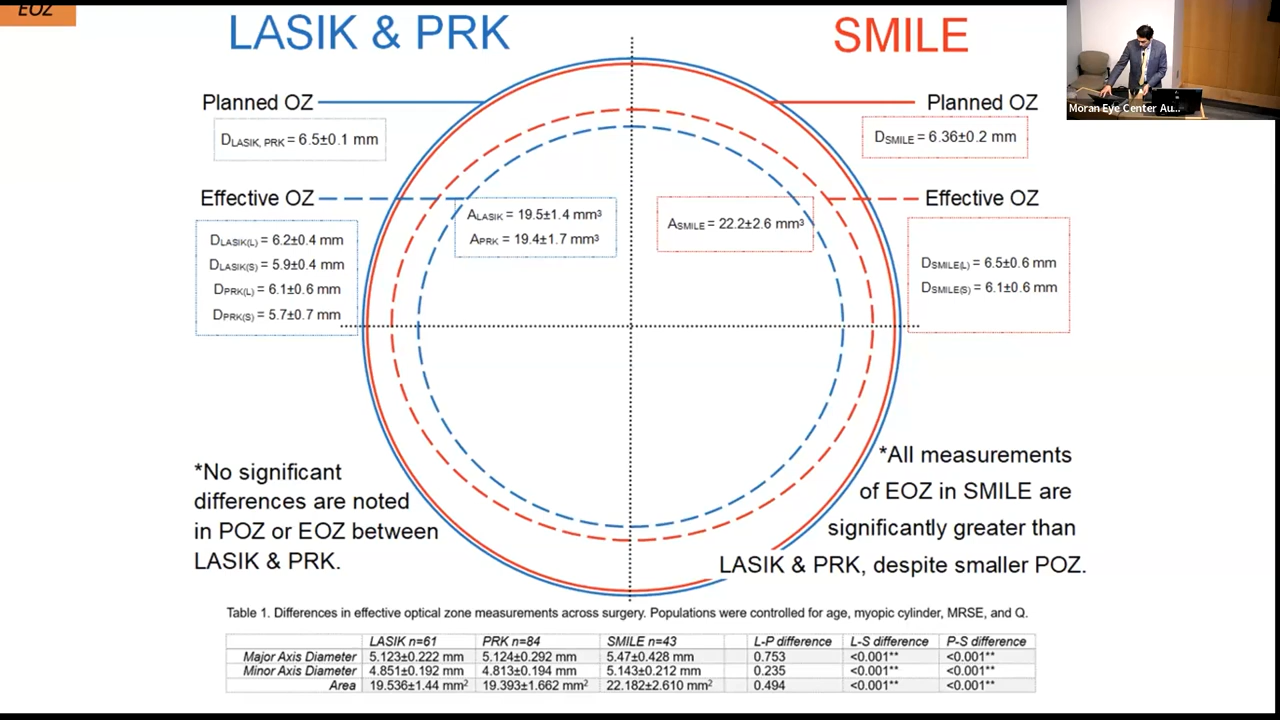 EOZ
LASIK & PRK
SMILE
Moran Eye Center Au...
Planned OZ
Planned OZ
D LASIK, PRK = 6.5±0.1 mm
D SMILE = 6.36±0.2 mm
Effective OZ
Effective OZ
A LASIK = 19.5±1.4 mm³
A PRK = 19.4±1.7 mm³
A SMILE = 22.2±2.6 mm³
D LASIK(L) = 6.2±0.4 mm
D LASIK(S) = 5.9±0.4 mm
D PRK(L) = 6.1±0.6 mm
D PRK(S) = 5.7±0.7 mm
D SMILE(L) = 6.5±0.6 mm
D SMILE(S) = 6.1±0.6 mm
*No significant
differences are noted
in POZ or EOZ between
LASIK & PRK.
*All measurements
of EOZ in SMILE are
significantly greater than
LASIK & PRK, despite smaller POZ.
Table 1. Differences in effective optical zone measurements across surgery. Populations were controlled for age, myopic cylinder, MRSE, and Q.
LASIK n=61 PRK n=84 SMILE n=43 L-P difference L-S difference P-S difference
Major Axis Diameter 5.123±0.222 mm 5.124±0.292 mm 5.47±0.428 mm 0.753 <0.001** <0.001**
Minor Axis Diameter 4.851±0.192 mm 4.813±0.194 mm 5.143±0.212 mm 0.235 <0.001** <0.001**
Area 19.536±1.44 mm² 19.393±1.662 mm² 22.182±2.610 mm² 0.494 <0.001** <0.001**